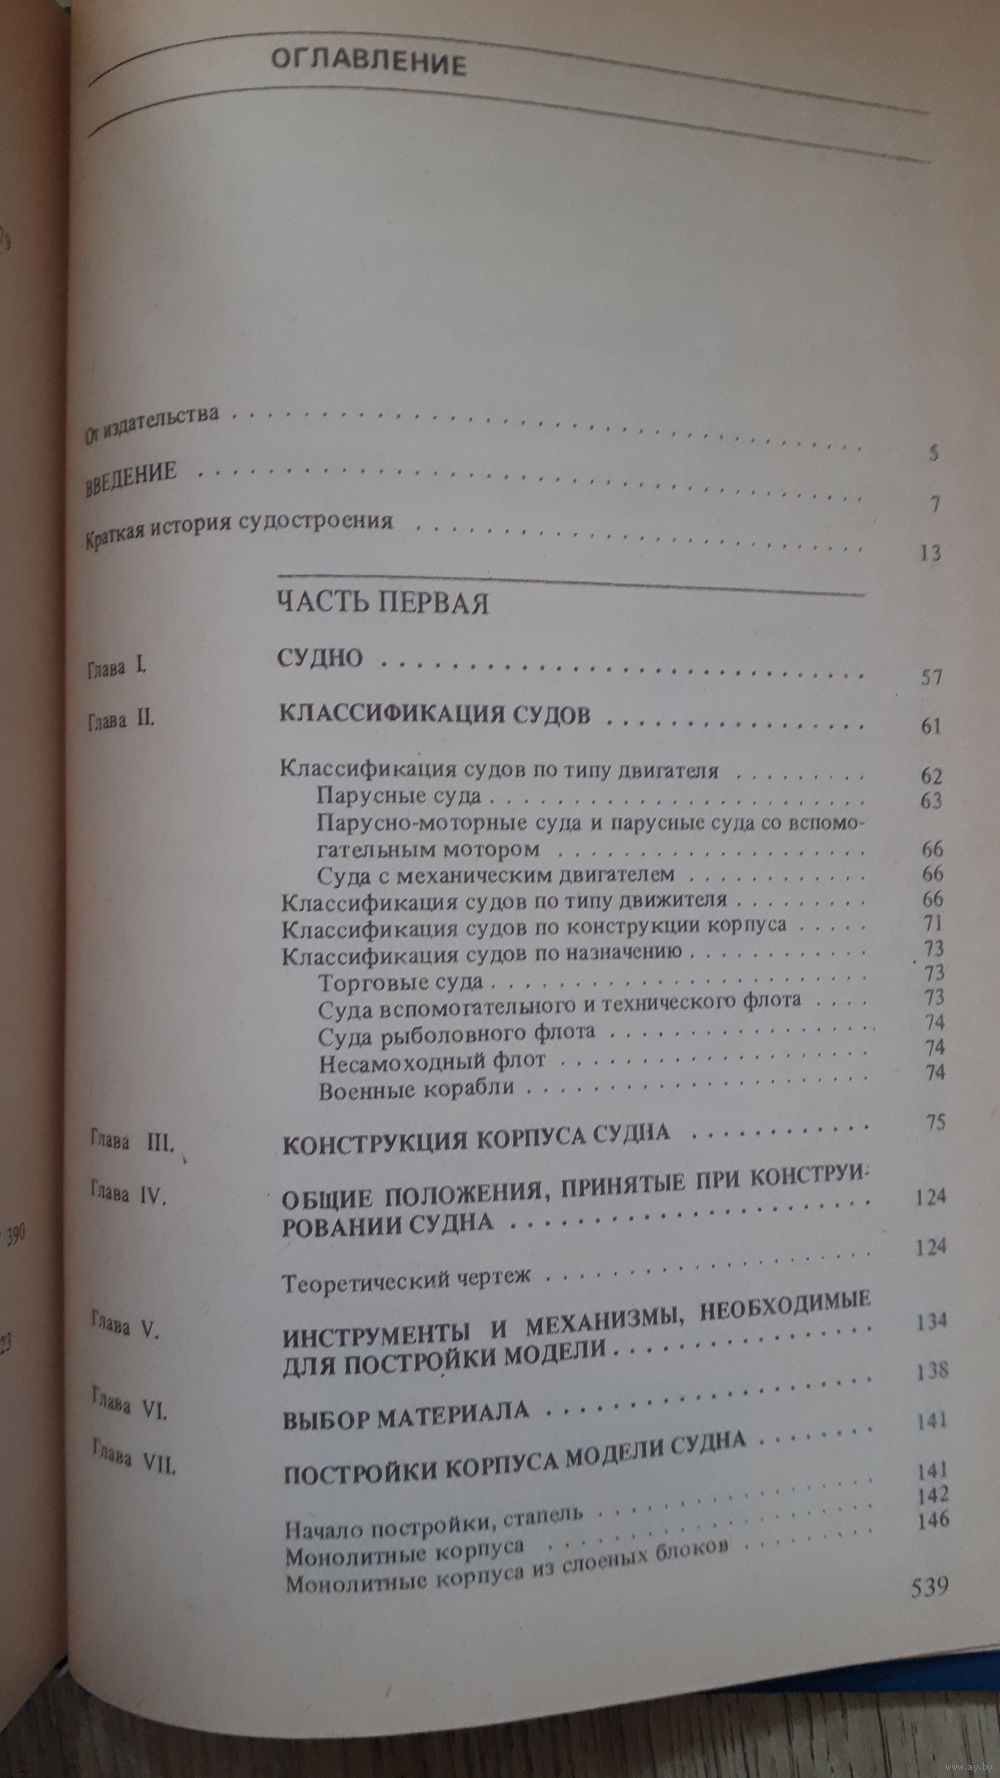 ОГЛАВЛЕНИЕ
От издательства . . . . . . . . . . . . . . . . . . . . . . . . . . . . . . 5
ВВЕДЕНИЕ . . . . . . . . . . . . . . . . . . . . . . . . . . . . . . 7
Краткая история судостроения . . . . . . . . . . . . . . . . . . . . 13
ЧАСТЬ ПЕРВАЯ
Глава I. СУДНО . . . . . . . . . . . . . . . . . . . . . . . . . . . . 57
Глава II. КЛАССИФИКАЦИЯ СУДОВ . . . . . . . . . . . . . . . 61
Классификация судов по типу двигателя . . . . . . . . . 62
Парусные суда . . . . . . . . . . . . . . . . . . . . . . 63
Парусно-моторные суда и парусные суда со вспомо-
гательным мотором . . . . . . . . . . . . . . . . . . . 66
Суда с механическим двигателем . . . . . . . . . . . . 66
Классификация судов по типу движителя . . . . . . . . . 66
Классификация судов по конструкции корпуса . . . . . 71
Классификация судов по назначению . . . . . . . . . . . 73
Торговые суда . . . . . . . . . . . . . . . . . . . . . . 73
Суда вспомогательного и технического флота . . . . 73
Суда рыболовного флота . . . . . . . . . . . . . . . . 74
Несамоходный флот . . . . . . . . . . . . . . . . . . . 74
Военные корабли . . . . . . . . . . . . . . . . . . . . . 74
Глава III. КОНСТРУКЦИЯ КОРПУСА СУДНА . . . . . . . . . . . . 75
Глава IV. ОБЩИЕ ПОЛОЖЕНИЯ, ПРИНЯТЫЕ ПРИ КОНСТРУИ-
РОВАНИИ СУДНА . . . . . . . . . . . . . . . . . . . . . . 124
Теоретический чертеж . . . . . . . . . . . . . . . . . . . . 124
Глава V. ИНСТРУМЕНТЫ И МЕХАНИЗМЫ, НЕОБХОДИМЫЕ
ДЛЯ ПОСТРОЙКИ МОДЕЛИ . . . . . . . . . . . . . . . . 134
Глава VI. ВЫБОР МАТЕРИАЛА . . . . . . . . . . . . . . . . . . . . 138
Глава VII. ПОСТРОЙКИ КОРПУСА МОДЕЛИ СУДНА . . . . . . . . 141
Начало постройки, стапель . . . . . . . . . . . . . . . . . 141
Монолитные корпуса . . . . . . . . . . . . . . . . . . . . 142
Монолитные корпуса из слоеных блоков . . . . . . . . 146
539
390
www.ay.by